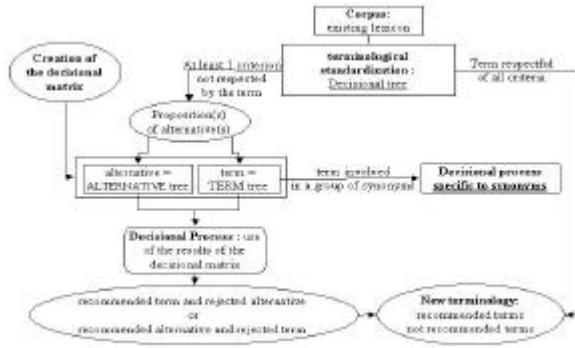 Corpus:
existing lexicon
terminological
standardization :
Decisional tree
Creation of
the decisional
matrix
At least 1 criterion
not respected
by the term
Term respectful
of all criteria
Proposition(s)
of alternative(s)
alternative =
ALTERNATIVE tree
term =
TERM tree
term involved
in a group of synonyms
Decisional process
specific to synonyms
Decisional Process : use
of the results of the
decisional matrix
recommended term and rejected alternative
or
recommended alternative and rejected term
New terminology:
recommended terms
not recommended terms